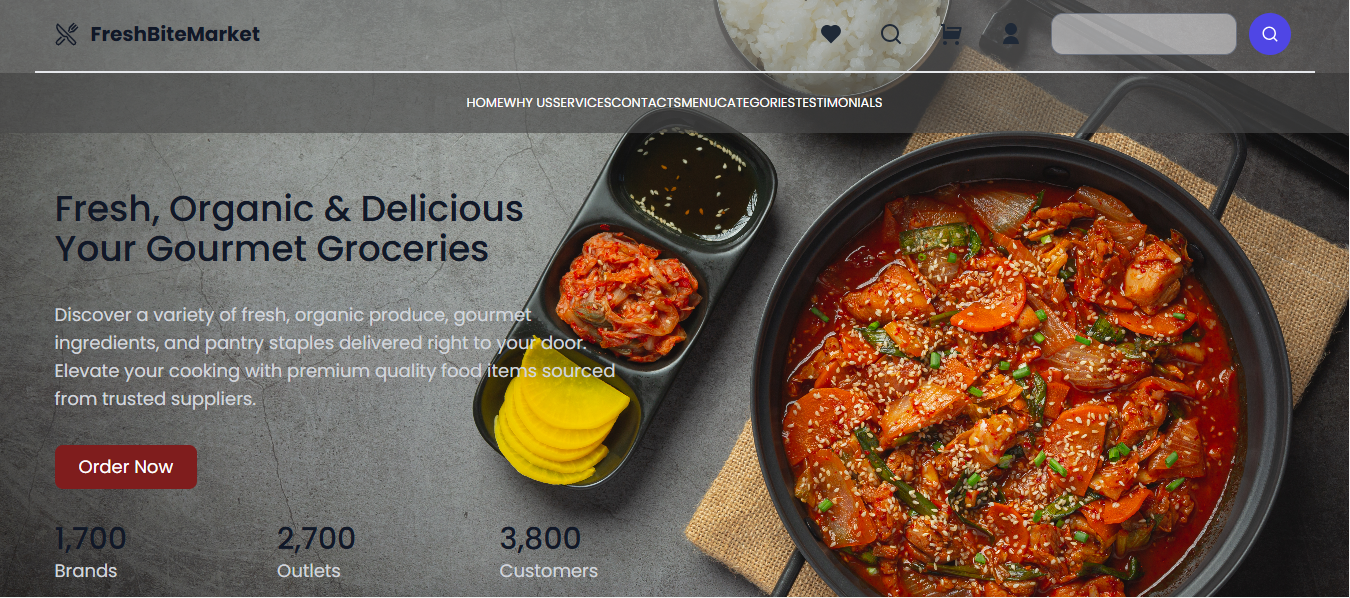 FreshBiteMarket
HOMEWHY USSERVICESCONTACTSMENUCATEGORIESTESTIMONIALS
Fresh, Organic & Delicious
Your Gourmet Groceries
Discover a variety of fresh, organic produce, gourmet
ingredients, and pantry staples delivered right to your door.
Elevate your cooking with premium quality food items sourced
from trusted suppliers.
Order Now
1,700 2,700 3,800
Brands Outlets Customers